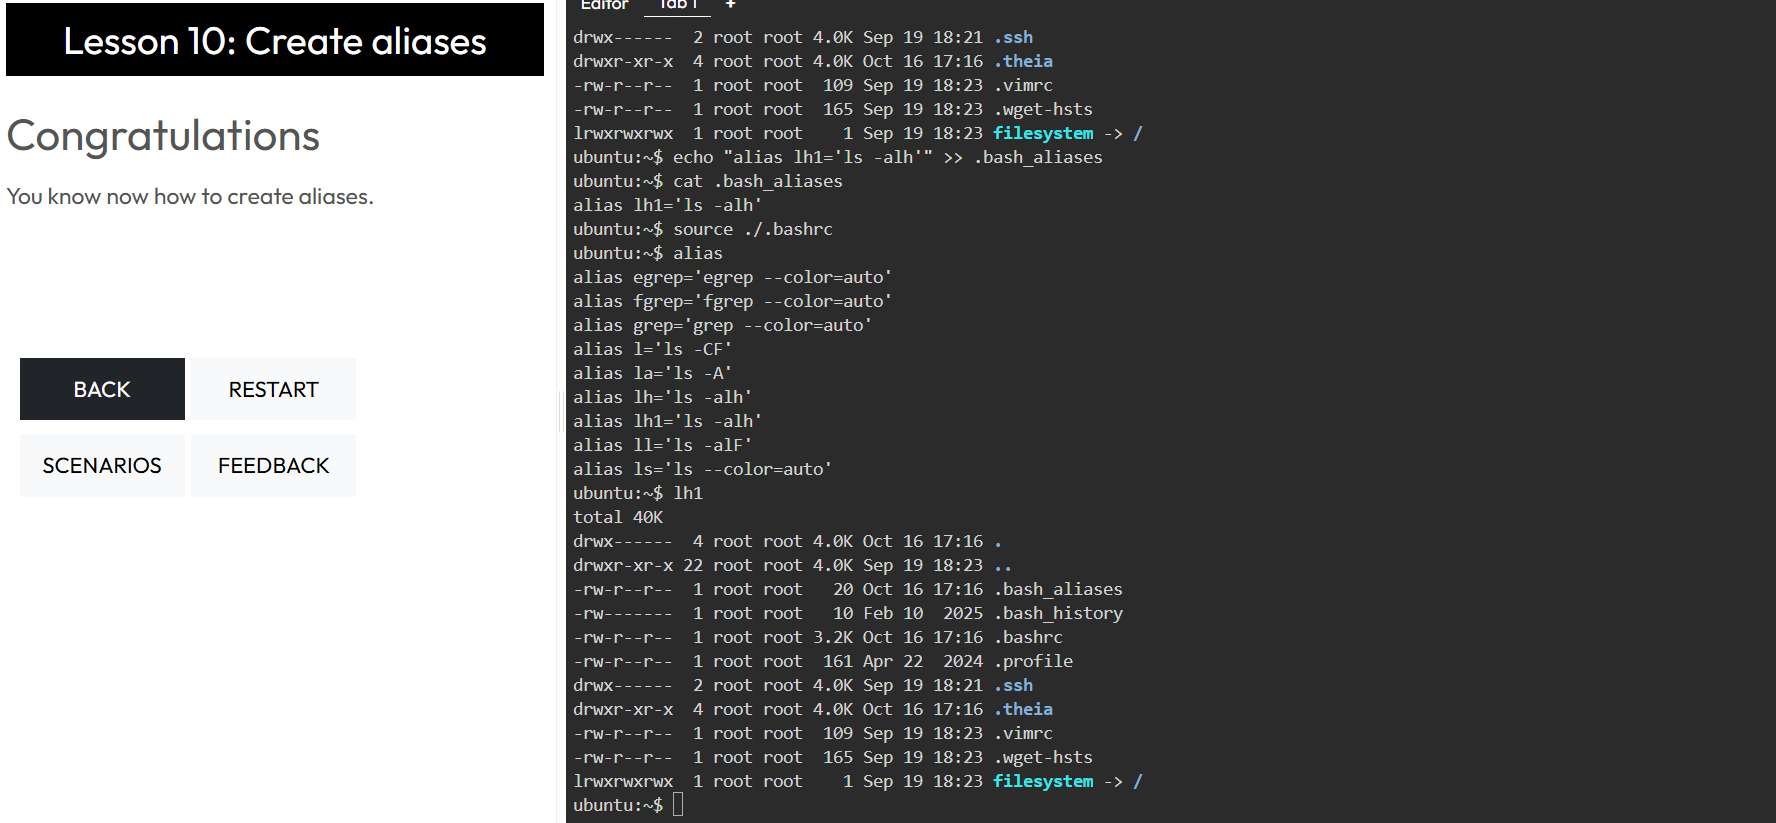 Lesson 10: Create aliases
Congratulations
You know now how to create aliases.
BACK
RESTART
SCENARIOS
FEEDBACK
Editor Tab 1 +
drwx------  2 root root 4.0K Sep 19 18:21 .ssh
drwxr-xr-x  4 root root 4.0K Oct 16 17:16 .theia
-rw-r--r--  1 root root  109 Sep 19 18:23 .vimrc
-rw-r--r--  1 root root  165 Sep 19 18:23 .wget-hsts
lrwxrwxrwx  1 root root    1 Sep 19 18:23 filesystem -> /
ubuntu:~$ echo "alias lh1='ls -alh'" >> .bash_aliases
ubuntu:~$ cat .bash_aliases
alias lh1='ls -alh'
ubuntu:~$ source ./.bashrc
ubuntu:~$ alias
alias egrep='egrep --color=auto'
alias fgrep='fgrep --color=auto'
alias grep='grep --color=auto'
alias l='ls -CF'
alias la='ls -A'
alias lh='ls -alh'
alias lh1='ls -alh'
alias ll='ls -alF'
alias ls='ls --color=auto'
ubuntu:~$ lh1
total 40K
drwx------  4 root root 4.0K Oct 16 17:16 .
drwxr-xr-x 22 root root 4.0K Sep 19 18:23 ..
-rw-r--r--  1 root root   20 Oct 16 17:16 .bash_aliases
-rw-------  1 root root   10 Feb 10  2025 .bash_history
-rw-r--r--  1 root root 3.2K Oct 16 17:16 .bashrc
-rw-r--r--  1 root root  161 Apr 22  2024 .profile
drwx------  2 root root 4.0K Sep 19 18:21 .ssh
drwxr-xr-x  4 root root 4.0K Oct 16 17:16 .theia
-rw-r--r--  1 root root  109 Sep 19 18:23 .vimrc
-rw-r--r--  1 root root  165 Sep 19 18:23 .wget-hsts
lrwxrwxrwx  1 root root    1 Sep 19 18:23 filesystem -> /
ubuntu:~$